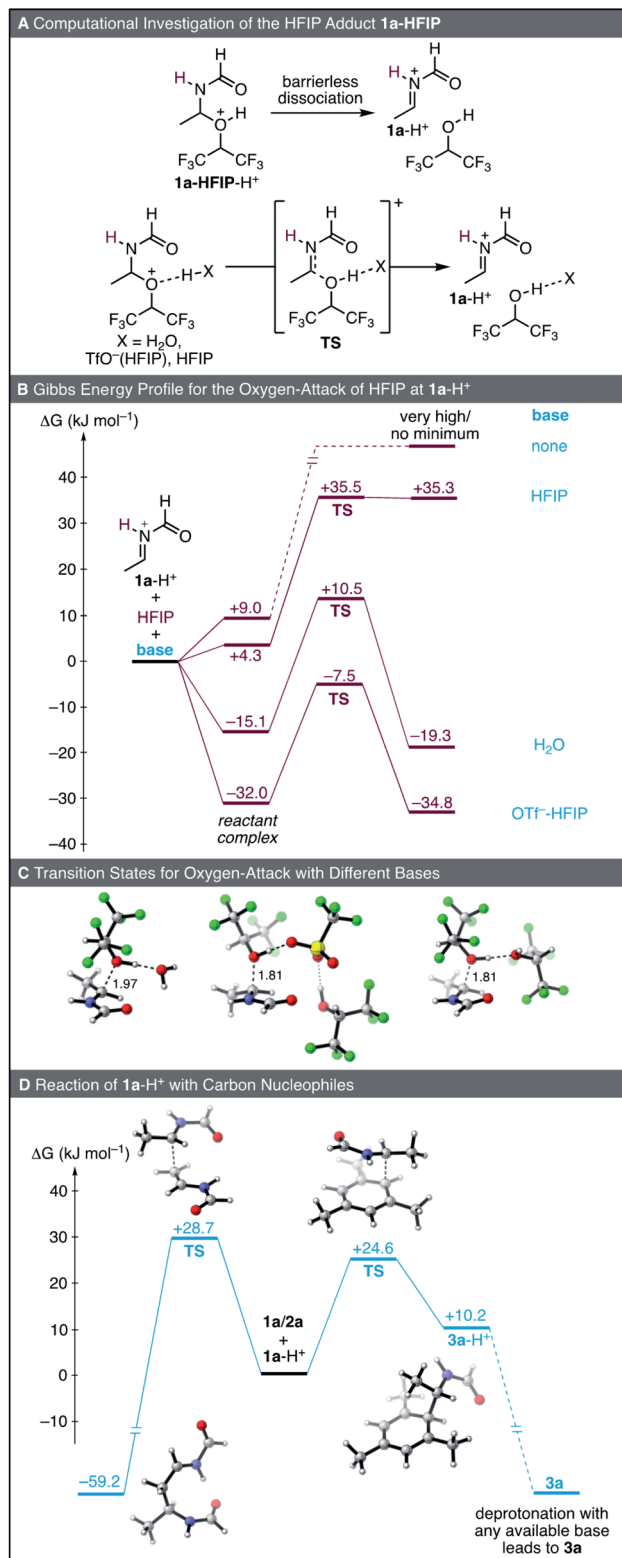 A Computational Investigation of the HFIP Adduct 1a-HFIP
H
H
N
O
H
+
O
F₃C
CF₃
1a-HFIP-H⁺
barrierless
dissociation
H
H
+
N
O
1a-H⁺
H
O
F₃C
CF₃
H
H
N
O
+
O
H
X
F₃C
CF₃
X = H₂O,
TfO⁻(HFIP), HFIP
H
H
N
O
O
H
X
F₃C
CF₃
+
TS
H
H
+
N
O
1a-H⁺
X
H
O
F₃C
CF₃
B Gibbs Energy Profile for the Oxygen-Attack of HFIP at 1a-H⁺
ΔG (kJ mol⁻¹)
very high/
no minimum
base
none
40
30
20
10
0
−10
−20
−30
−40
H
H
+
N
O
1a-H⁺
+
HFIP
+
base
+35.5
TS
+35.3
HFIP
+9.0
+4.3
+10.5
TS
−7.5
TS
−15.1
−19.3
H₂O
−32.0
reactant
complex
−34.8
OTf⁻-HFIP
C Transition States for Oxygen-Attack with Different Bases
1.97
1.81
1.81
D Reaction of 1a-H⁺ with Carbon Nucleophiles
ΔG (kJ mol⁻¹)
40
30
20
10
0
−10
+28.7
TS
+24.6
TS
1a/2a
+
1a-H⁺
+10.2
3a-H⁺
−59.2
3a
deprotonation with
any available base
leads to 3a